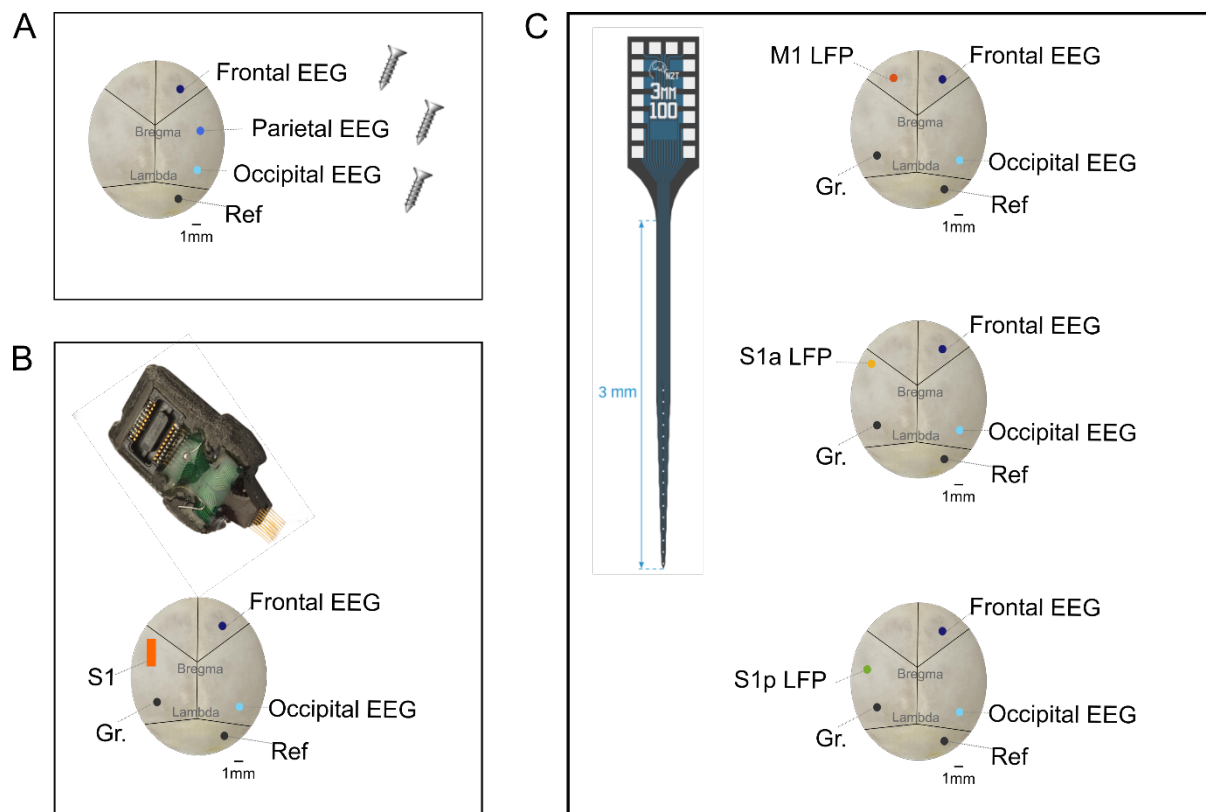 A
Frontal EEG
Bregma
Parietal EEG
Lambda
Occipital EEG
Ref
1mm
B
Frontal EEG
Bregma
S1
Lambda
Occipital EEG
Gr.
Ref
1mm
C
N2T
3MM
100
3 mm
M1 LFP
Frontal EEG
Bregma
Lambda
Occipital EEG
Gr.
Ref
1mm
Frontal EEG
S1a LFP
Bregma
Lambda
Occipital EEG
Gr.
Ref
1mm
Frontal EEG
Bregma
S1p LFP
Lambda
Occipital EEG
Gr.
Ref
1mm